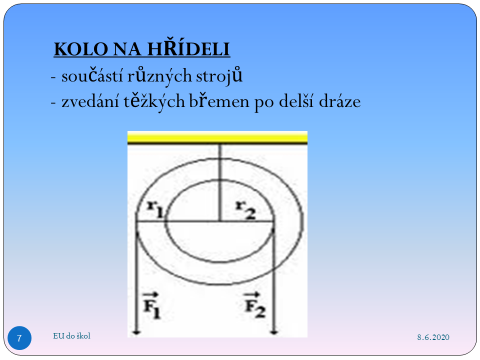 KOLO NA HŘÍDELI
- součástí různých strojů
- zvedání těžkých břemen po delší dráze
r1 r2
F1 F2
7 EU do škol 8.6.2020